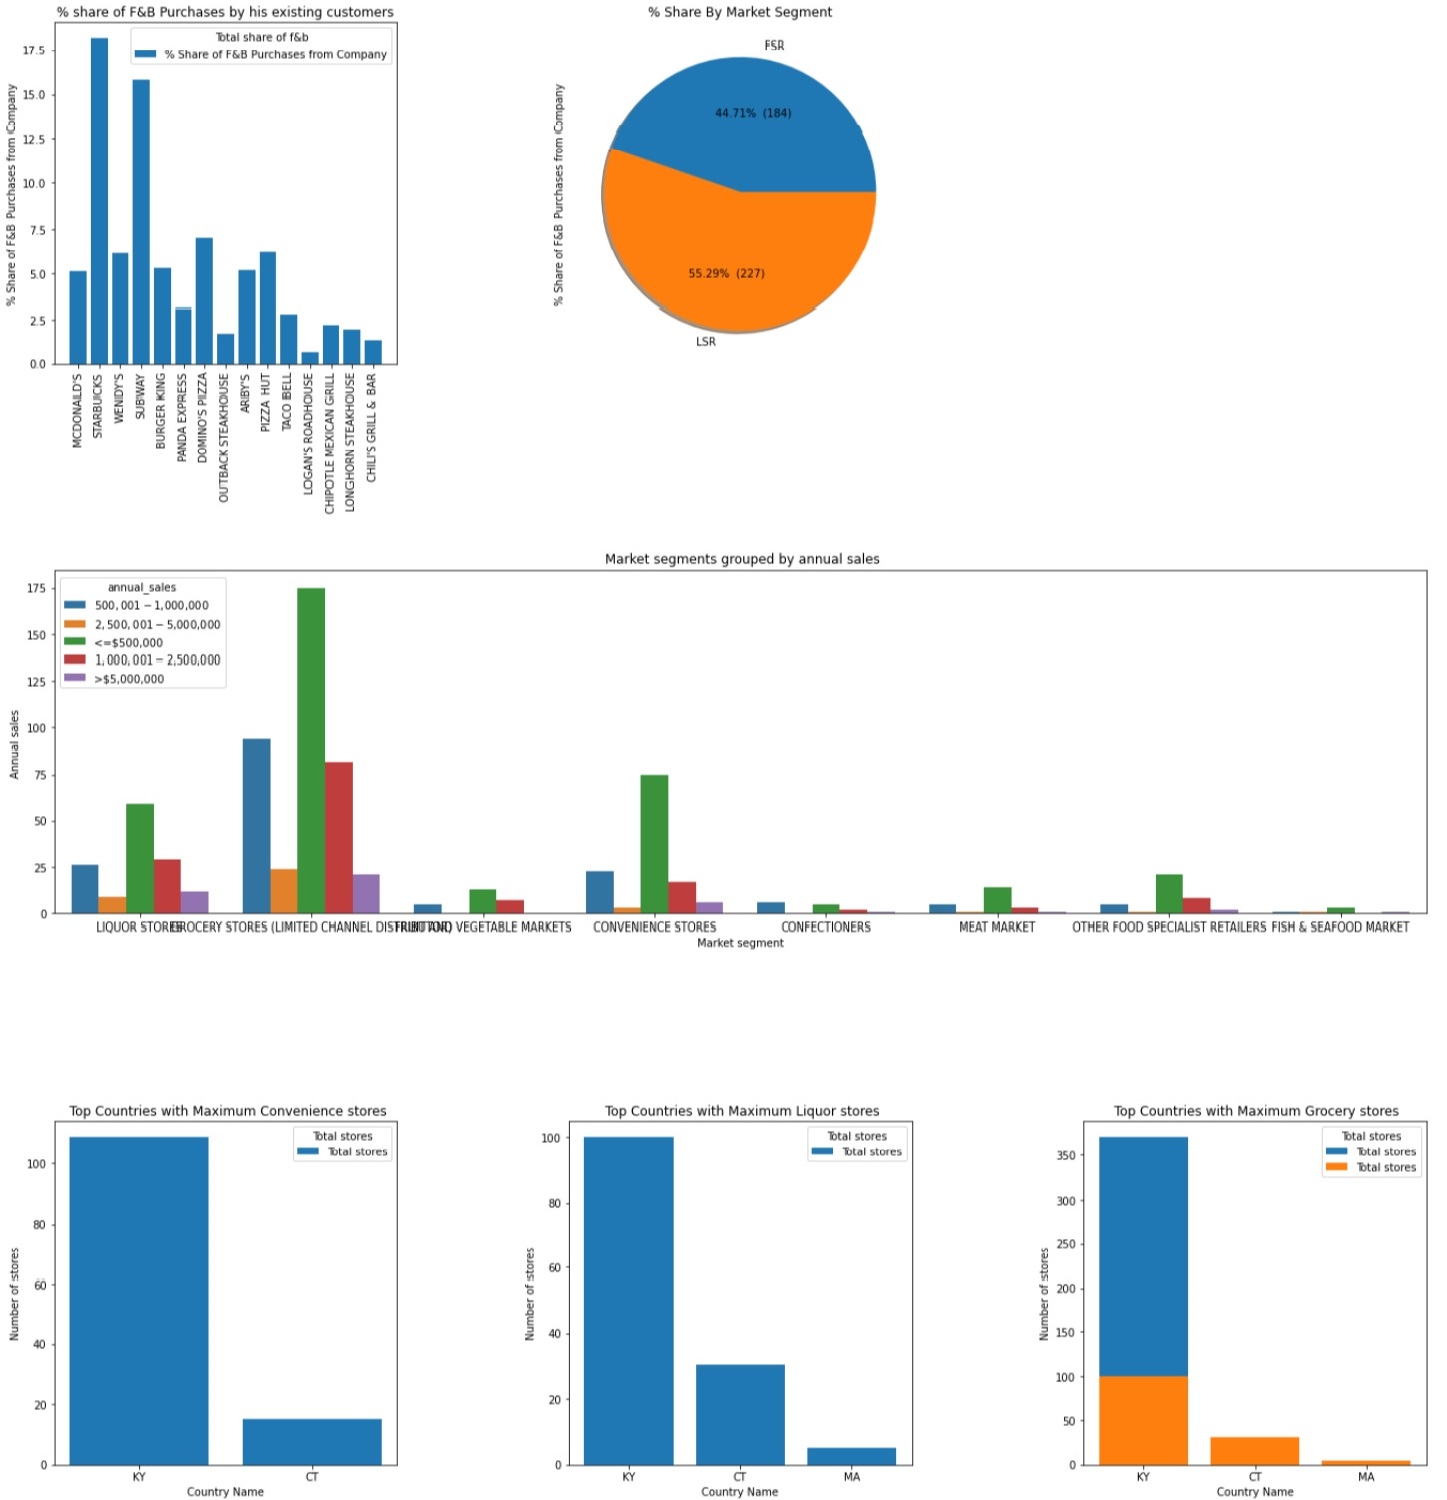 % share of F&B Purchases by his existing customers
Total share of f&b
% Share of F&B Purchases from Company
% Share of F&B Purchases from Company
17.5
15.0
12.5
10.0
7.5
5.0
2.5
0.0
MCDONALD'S
STARBUCKS
WENDY'S
SUBWAY
BURGER KING
PANDA EXPRESS
DOMINO'S PIZZA
OUTBACK STEAKHOUSE
ARBY'S
PIZZA HUT
TACO BELL
LOGAN'S ROADHOUSE
CHIPOTLE MEXICAN GRILL
LONGHORN STEAKHOUSE
CHILI'S GRILL & BAR
% Share By Market Segment
% Share of F&B Purchases from Company
FSR
44.71% (184)
55.29% (227)
LSR
Market segments grouped by annual sales
annual_sales
500,001 − 1,000,000
2,500,001 − 5,000,000
<=$500,000
1,000,001 − 2,500,000
>$5,000,000
Annual sales
175
150
125
100
75
50
25
0
LIQUOR STORES
GROCERY STORES (LIMITED CHANNEL DISTRIBUTION)
FRUIT AND VEGETABLE MARKETS
CONVENIENCE STORES
CONFECTIONERS
MEAT MARKET
OTHER FOOD SPECIALIST RETAILERS
FISH & SEAFOOD MARKET
Market segment
Top Countries with Maximum Convenience stores
Total stores
Total stores
Number of stores
100
80
60
40
20
0
KY
CT
Country Name
Top Countries with Maximum Liquor stores
Total stores
Total stores
Number of stores
100
80
60
40
20
0
KY
CT
MA
Country Name
Top Countries with Maximum Grocery stores
Total stores
Total stores
Total stores
Number of stores
350
300
250
200
150
100
50
0
KY
CT
MA
Country Name